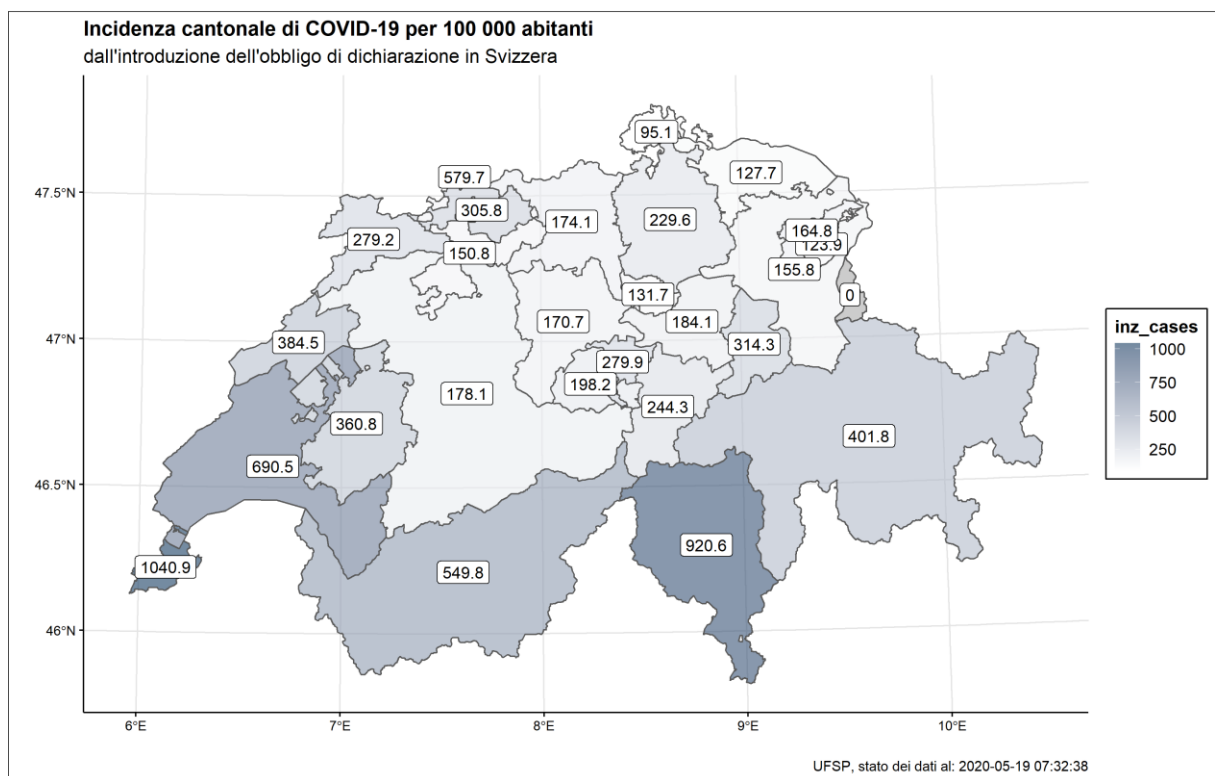 Incidenza cantonale di COVID-19 per 100 000 abitanti
dall'introduzione dell'obbligo di dichiarazione in Svizzera
95.1
127.7
579.7
47.5°N
305.8
174.1
229.6
164.8
123.9
279.2
150.8
155.8
131.7
0
170.7
184.1
47°N
384.5
314.3
279.9
198.2
178.1
244.3
360.8
401.8
690.5
46.5°N
920.6
1040.9
549.8
46°N
6°E
7°E
8°E
9°E
10°E
inz_cases
1000
750
500
250
UFSP, stato dei dati al: 2020-05-19 07:32:38